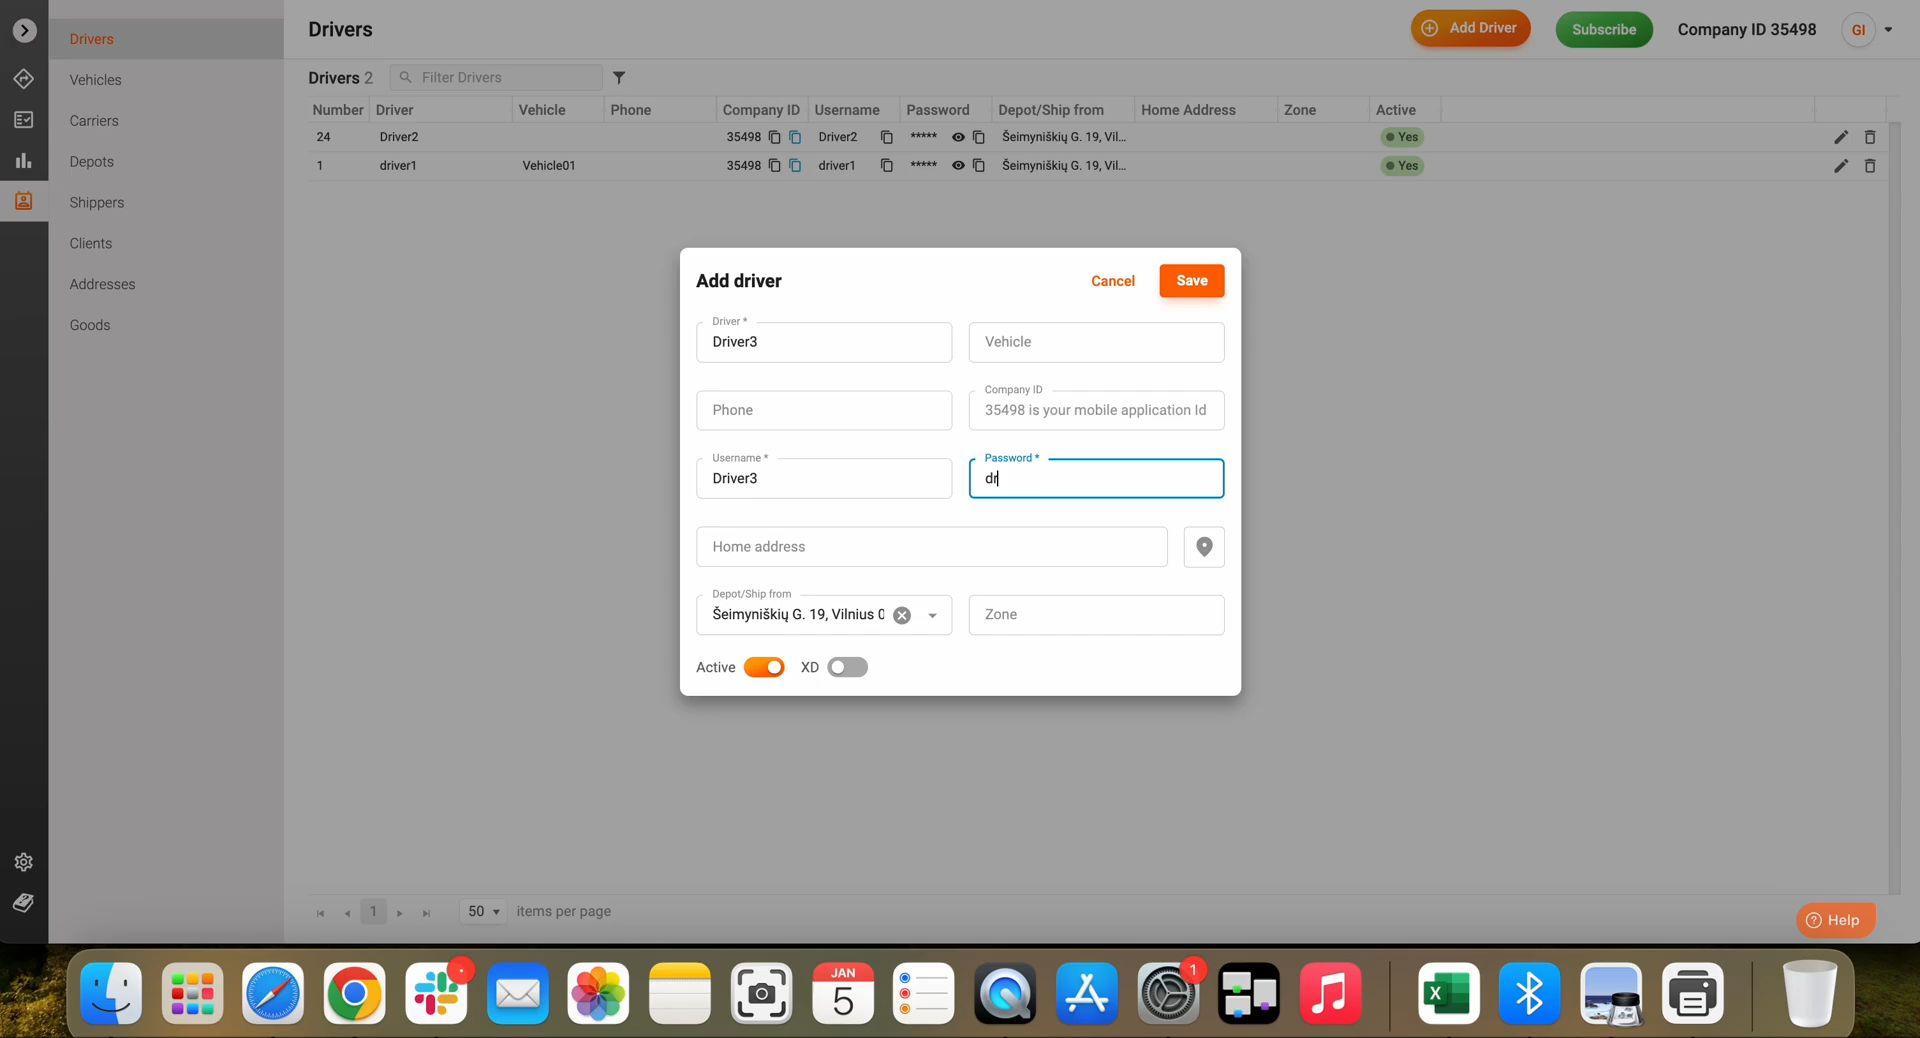 Drivers
Vehicles
Carriers
Depots
Shippers
Clients
Addresses
Goods
Drivers
Add Driver
Subscribe
Company ID 35498
GI
Drivers 2
Filter Drivers
Number Driver Vehicle Phone Company ID Username Password Depot/Ship from Home Address Zone Active
24 Driver2 35498 Driver2 ***** Šeimyniškių G. 19, Vil... Yes
1 driver1 Vehicle01 35498 driver1 ***** Šeimyniškių G. 19, Vil... Yes
Add driver
Cancel
Save
Driver *
Driver3
Vehicle
Phone
Company ID
35498 is your mobile application Id
Username *
Driver3
Password *
dr
Home address
Depot/Ship from
Šeimyniškių G. 19, Vilnius 0
Zone
Active
XD
1
50
items per page
Help
JAN
5
1
X